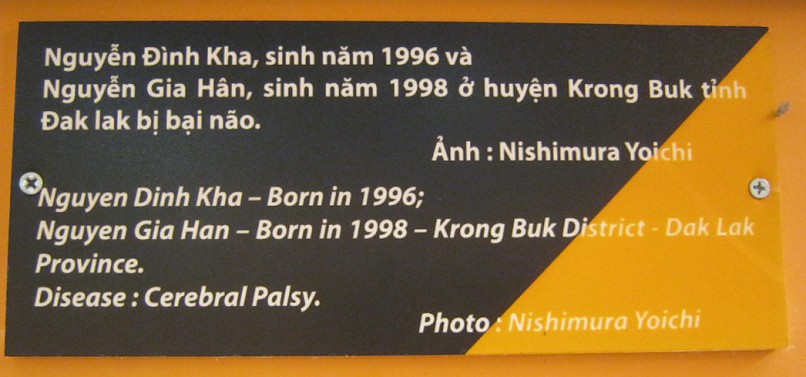 Nguyễn Đình Kha, sinh năm 1996 và
Nguyễn Gia Hân, sinh năm 1998 ở huyện Krong Buk tỉnh
Đak lak bị bại não.
Ảnh : Nishimura Yoichi
Nguyen Dinh Kha – Born in 1996;
Nguyen Gia Han – Born in 1998 – Krong Buk District - Dak Lak
Province.
Disease : Cerebral Palsy.
Photo : Nishimura Yoichi